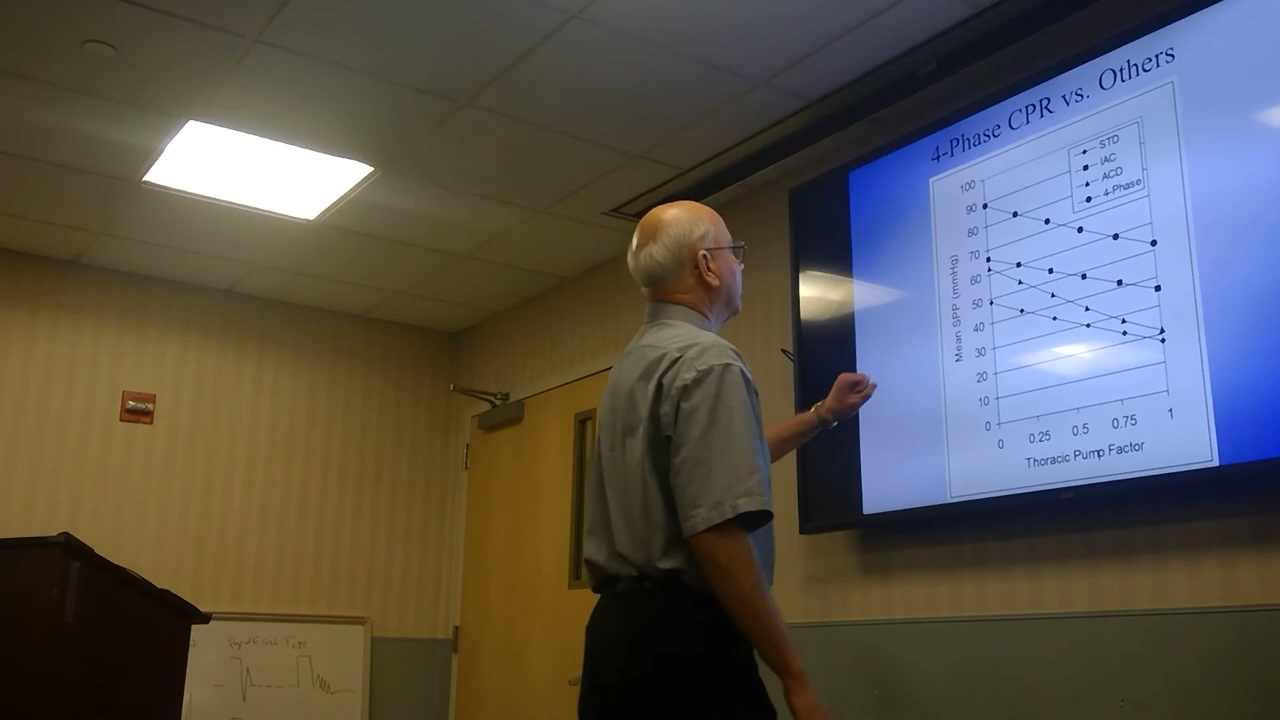 4-Phase CPR vs. Others
STD
IAC
ACD
4-Phase
100
90
80
70
60
50
40
30
20
10
0
Mean SPP (mmHg)
0 0.25 0.5 0.75 1
Thoracic Pump Factor